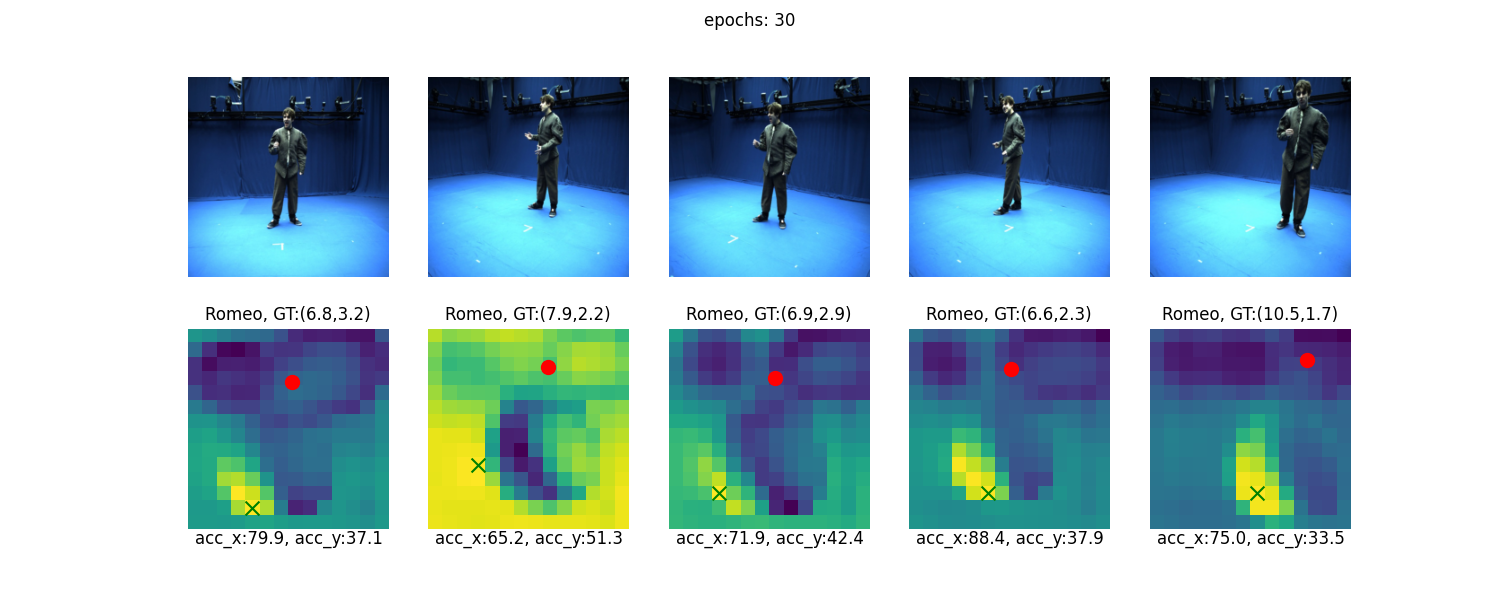 epochs: 30
Romeo, GT:(6.8,3.2)
Romeo, GT:(7.9,2.2)
Romeo, GT:(6.9,2.9)
Romeo, GT:(6.6,2.3)
Romeo, GT:(10.5,1.7)
acc_x:79.9, acc_y:37.1
acc_x:65.2, acc_y:51.3
acc_x:71.9, acc_y:42.4
acc_x:88.4, acc_y:37.9
acc_x:75.0, acc_y:33.5